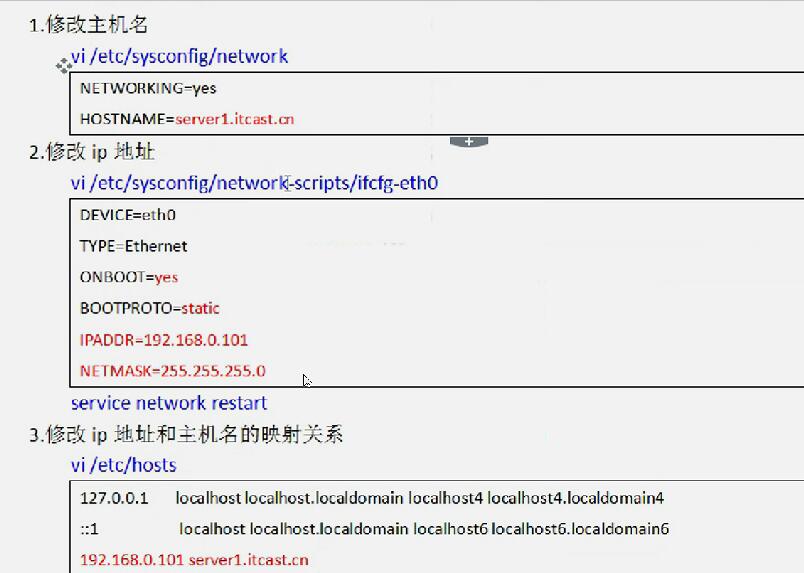 1.修改主机名
vi /etc/sysconfig/network
NETWORKING=yes
HOSTNAME=server1.itcast.cn
2.修改 ip 地址
vi /etc/sysconfig/network-scripts/ifcfg-eth0
DEVICE=eth0
TYPE=Ethernet
ONBOOT=yes
BOOTPROTO=static
IPADDR=192.168.0.101
NETMASK=255.255.255.0
service network restart
3.修改 ip 地址和主机名的映射关系
vi /etc/hosts
127.0.0.1 localhost localhost.localdomain localhost4 localhost4.localdomain4
::1 localhost localhost.localdomain localhost6 localhost6.localdomain6
192.168.0.101 server1.itcast.cn